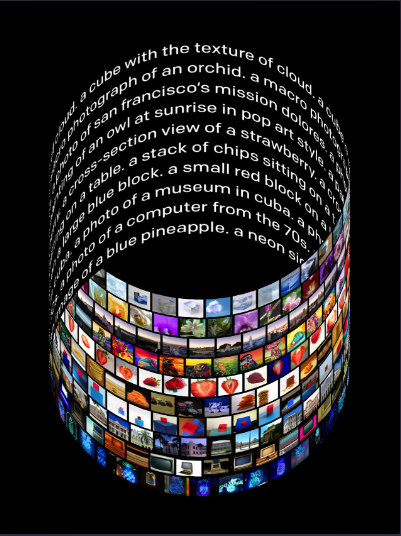 cloud. a cube with the texture of cloud. a c
photograph of an orchid. a macro photo
photo of san francisco's mission dolores. a
of an owl at sunrise in pop art style. a
a cross-section view of a strawberry. a cr
on a table. a stack of chips sitting on a
large blue block. a small red block on a
cuba. a photo of a museum in cuba. a ph
a photo of a computer from the 70s.
of a blue pineapple. a neon